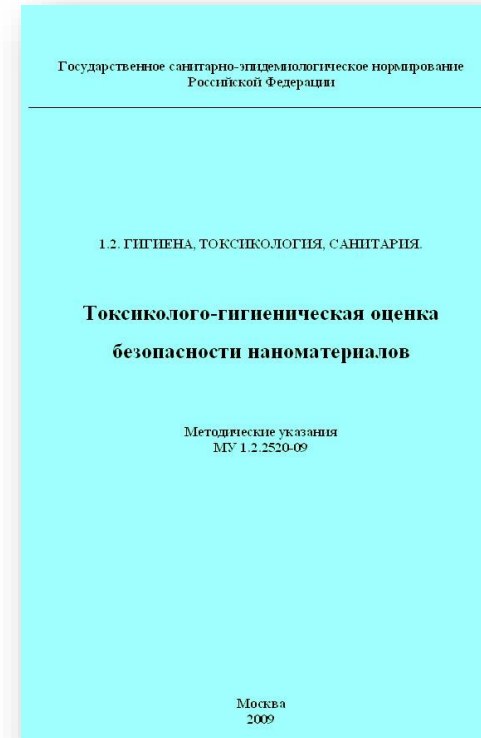 Государственное санитарно-эпидемиологическое нормирование
Российской Федерации
1.2. ГИГИЕНА, ТОКСИКОЛОГИЯ, САНИТАРИЯ.
Токсиколого-гигиеническая оценка
безопасности наноматериалов
Методические указания
МУ 1.2.2520-09
Москва
2009